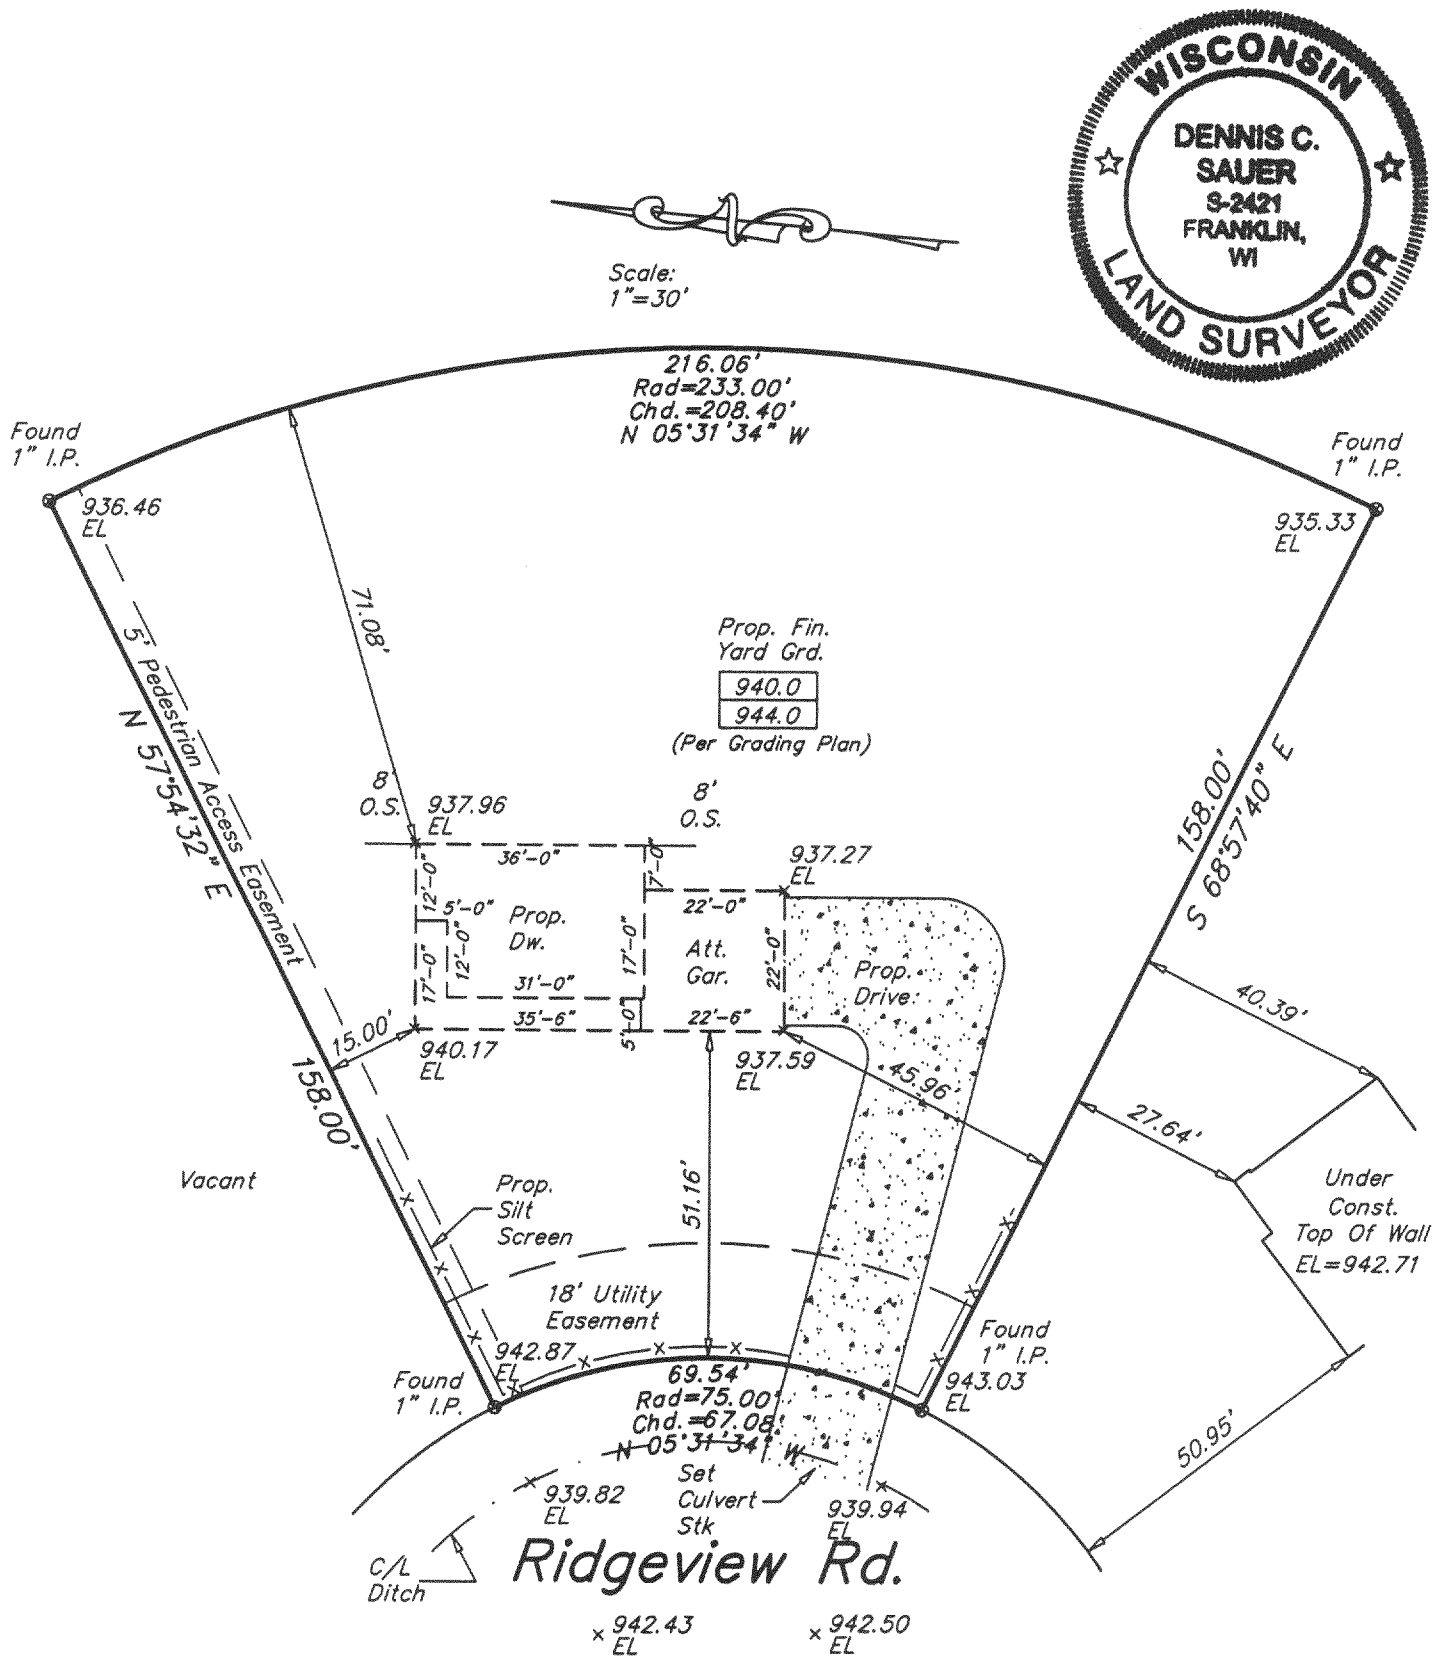 WISCONSIN
DENNIS C.
SAUER
S-2421
FRANKLIN,
WI
LAND SURVEYOR
Scale:
1"=30'
216.06'
Rad=233.00'
Chd.=208.40'
N 05°31'34" W
Found
1" I.P.
Found
1" I.P.
936.46
EL
935.33
EL
71.08'
5' Pedestrian Access Easement
N 57°54'32" E
158.00'
Prop. Fin.
Yard Grd.
940.0
944.0
(Per Grading Plan)
158.00'
S 68°57'40" E
8'
O.S.
937.96
EL
8'
O.S.
36'-0"
7'-0"
937.27
EL
12'-0"
5'-0"
12'-0"
17'-0"
Prop.
Dw.
17'-0"
22'-0"
Att.
Gar.
22'-0"
Prop.
Drive
31'-0"
35'-6"
5'-0"
22'-6"
15.00'
940.17
EL
937.59
EL
45.96'
40.39'
27.64'
51.16'
Vacant
Prop.
Silt
Screen
Under
Const.
Top Of Wall
EL=942.71
18' Utility
Easement
942.87
EL
Found
1" I.P.
Found
1" I.P.
943.03
EL
69.54'
Rad=75.00'
Chd.=67.08'
N 05°31'34" W
50.95'
939.82
EL
Set
Culvert
Stk
939.94
EL
C/L
Ditch
Ridgeview Rd.
942.43
EL
942.50
EL